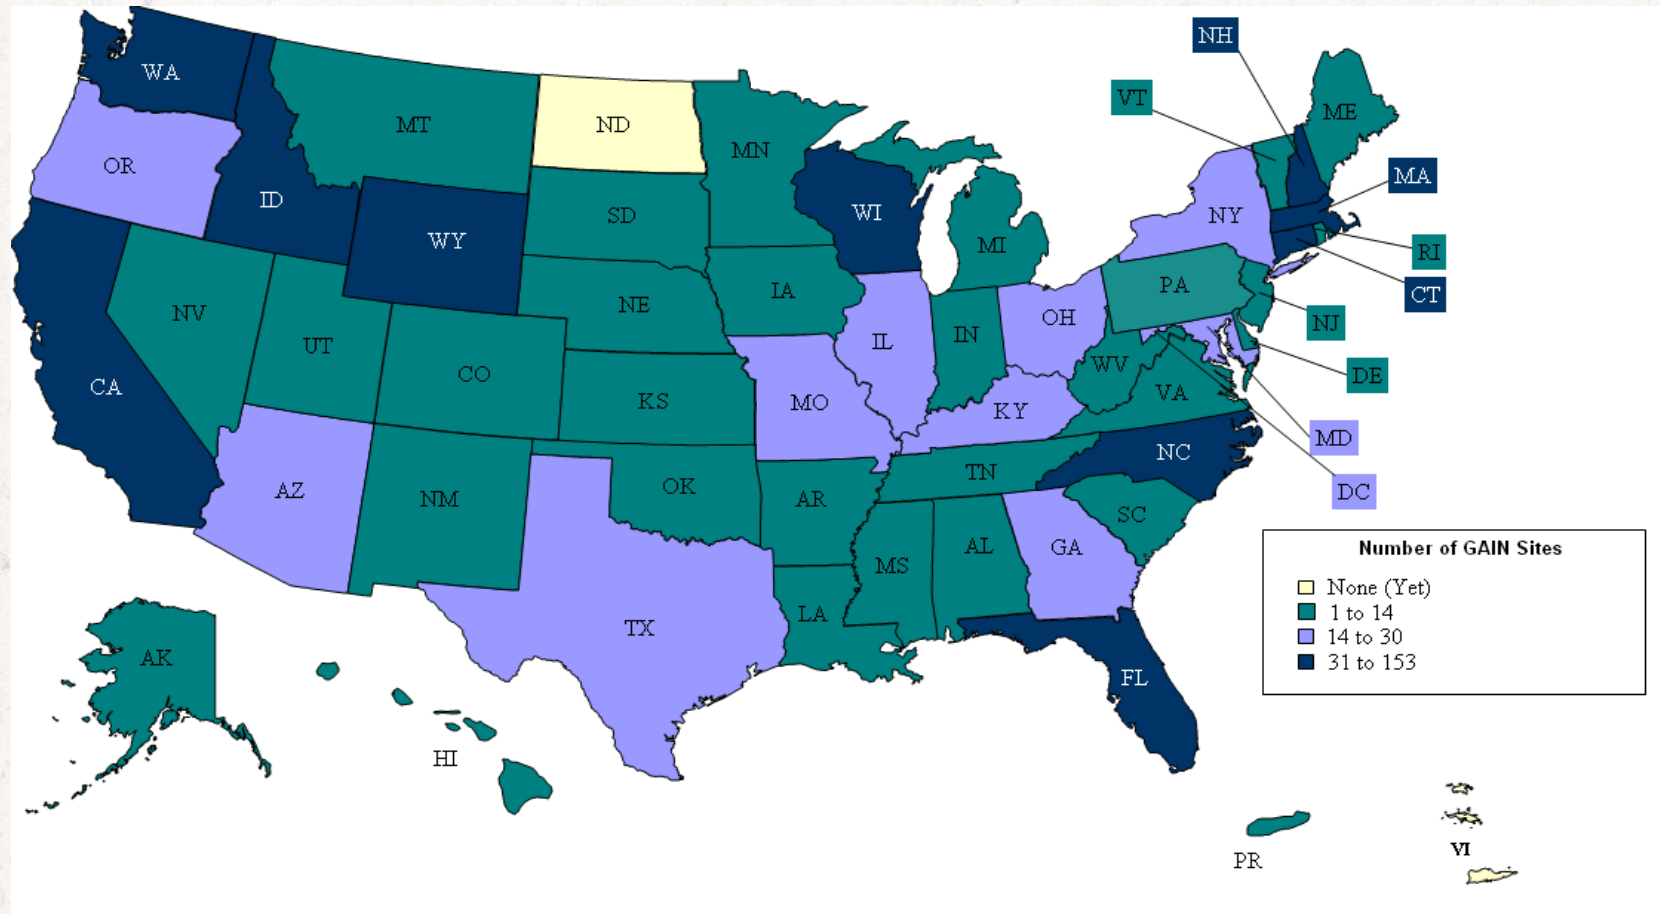 NH
WA
VT
ME
MT
ND
MN
OR
MA
ID
WI
SD
NY
WY
MI
RI
PA
IA
CT
NE
NV
OH
NJ
IN
IL
UT
WV
CO
DE
CA
VA
KS
MO
KY
MD
NC
TN
OK
AZ
DC
NM
AR
SC
AL
GA
MS
Number of GAIN Sites
None (Yet)
1 to 14
14 to 30
31 to 153
LA
TX
AK
FL
HI
VI
PR